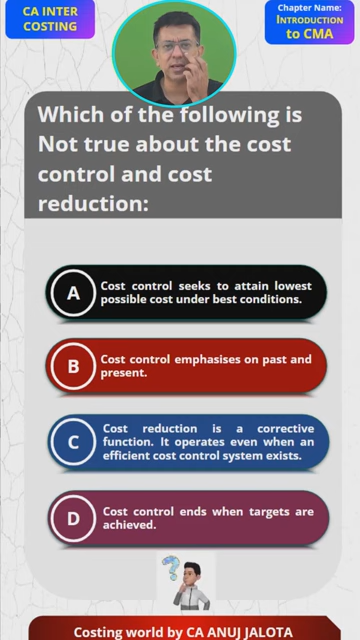 CA INTER
COSTING
Chapter Name:
INTRODUCTION
to CMA
Which of the following is
Not true about the cost
control and cost
reduction:
A
Cost control seeks to attain lowest
possible cost under best conditions.
B
Cost control emphasises on past and
present.
C
Cost reduction is a corrective
function. It operates even when an
efficient cost control system exists.
D
Cost control ends when targets are
achieved.
?
Costing world by CA ANUJ JALOTA